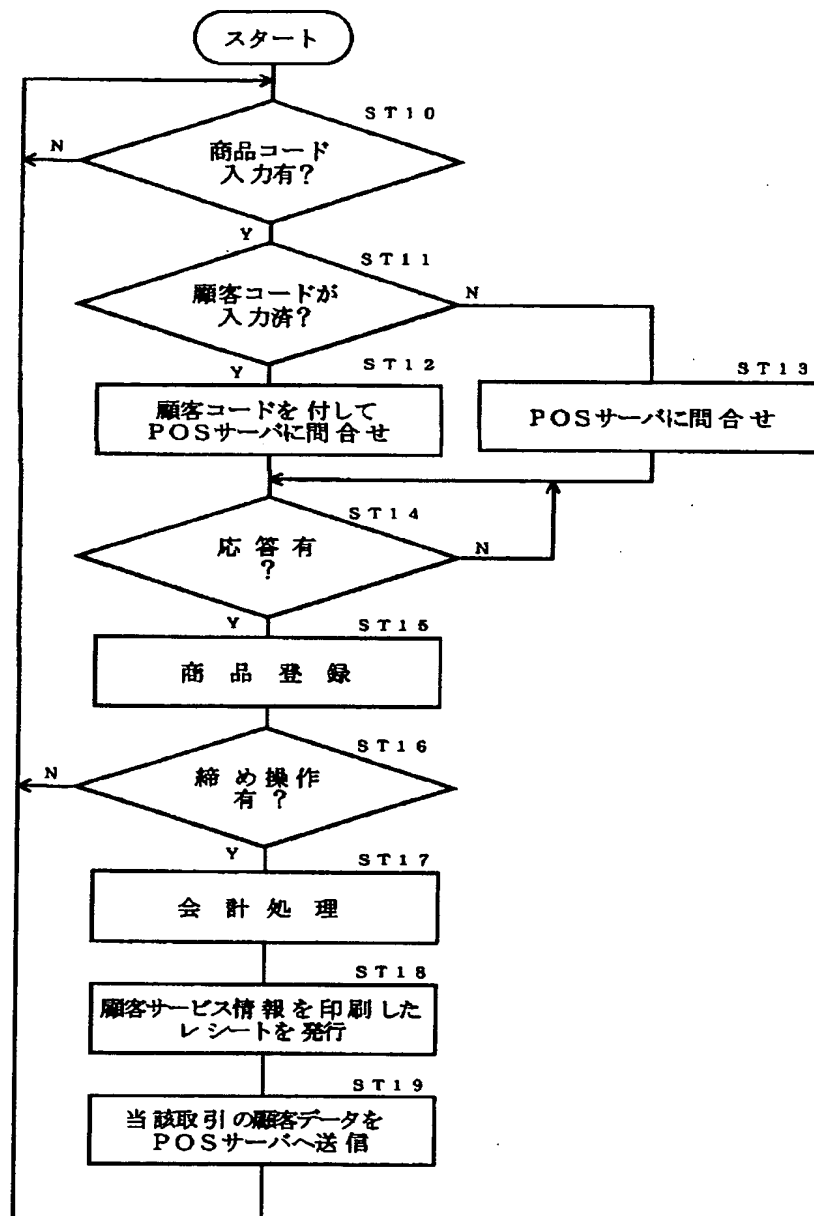 スタート
ST10
N
商品コード
入力有?
Y
ST11
顧客コードが
入力済?
N
Y
ST12
顧客コードを付して
POSサーバに問合せ
ST13
POSサーバに問合せ
ST14
応答有
?
N
Y
ST15
商品登録
ST16
N
締め操作
有?
Y
ST17
会計処理
ST18
顧客サービス情報を印刷した
レシートを発行
ST19
当該取引の顧客データを
POSサーバへ送信